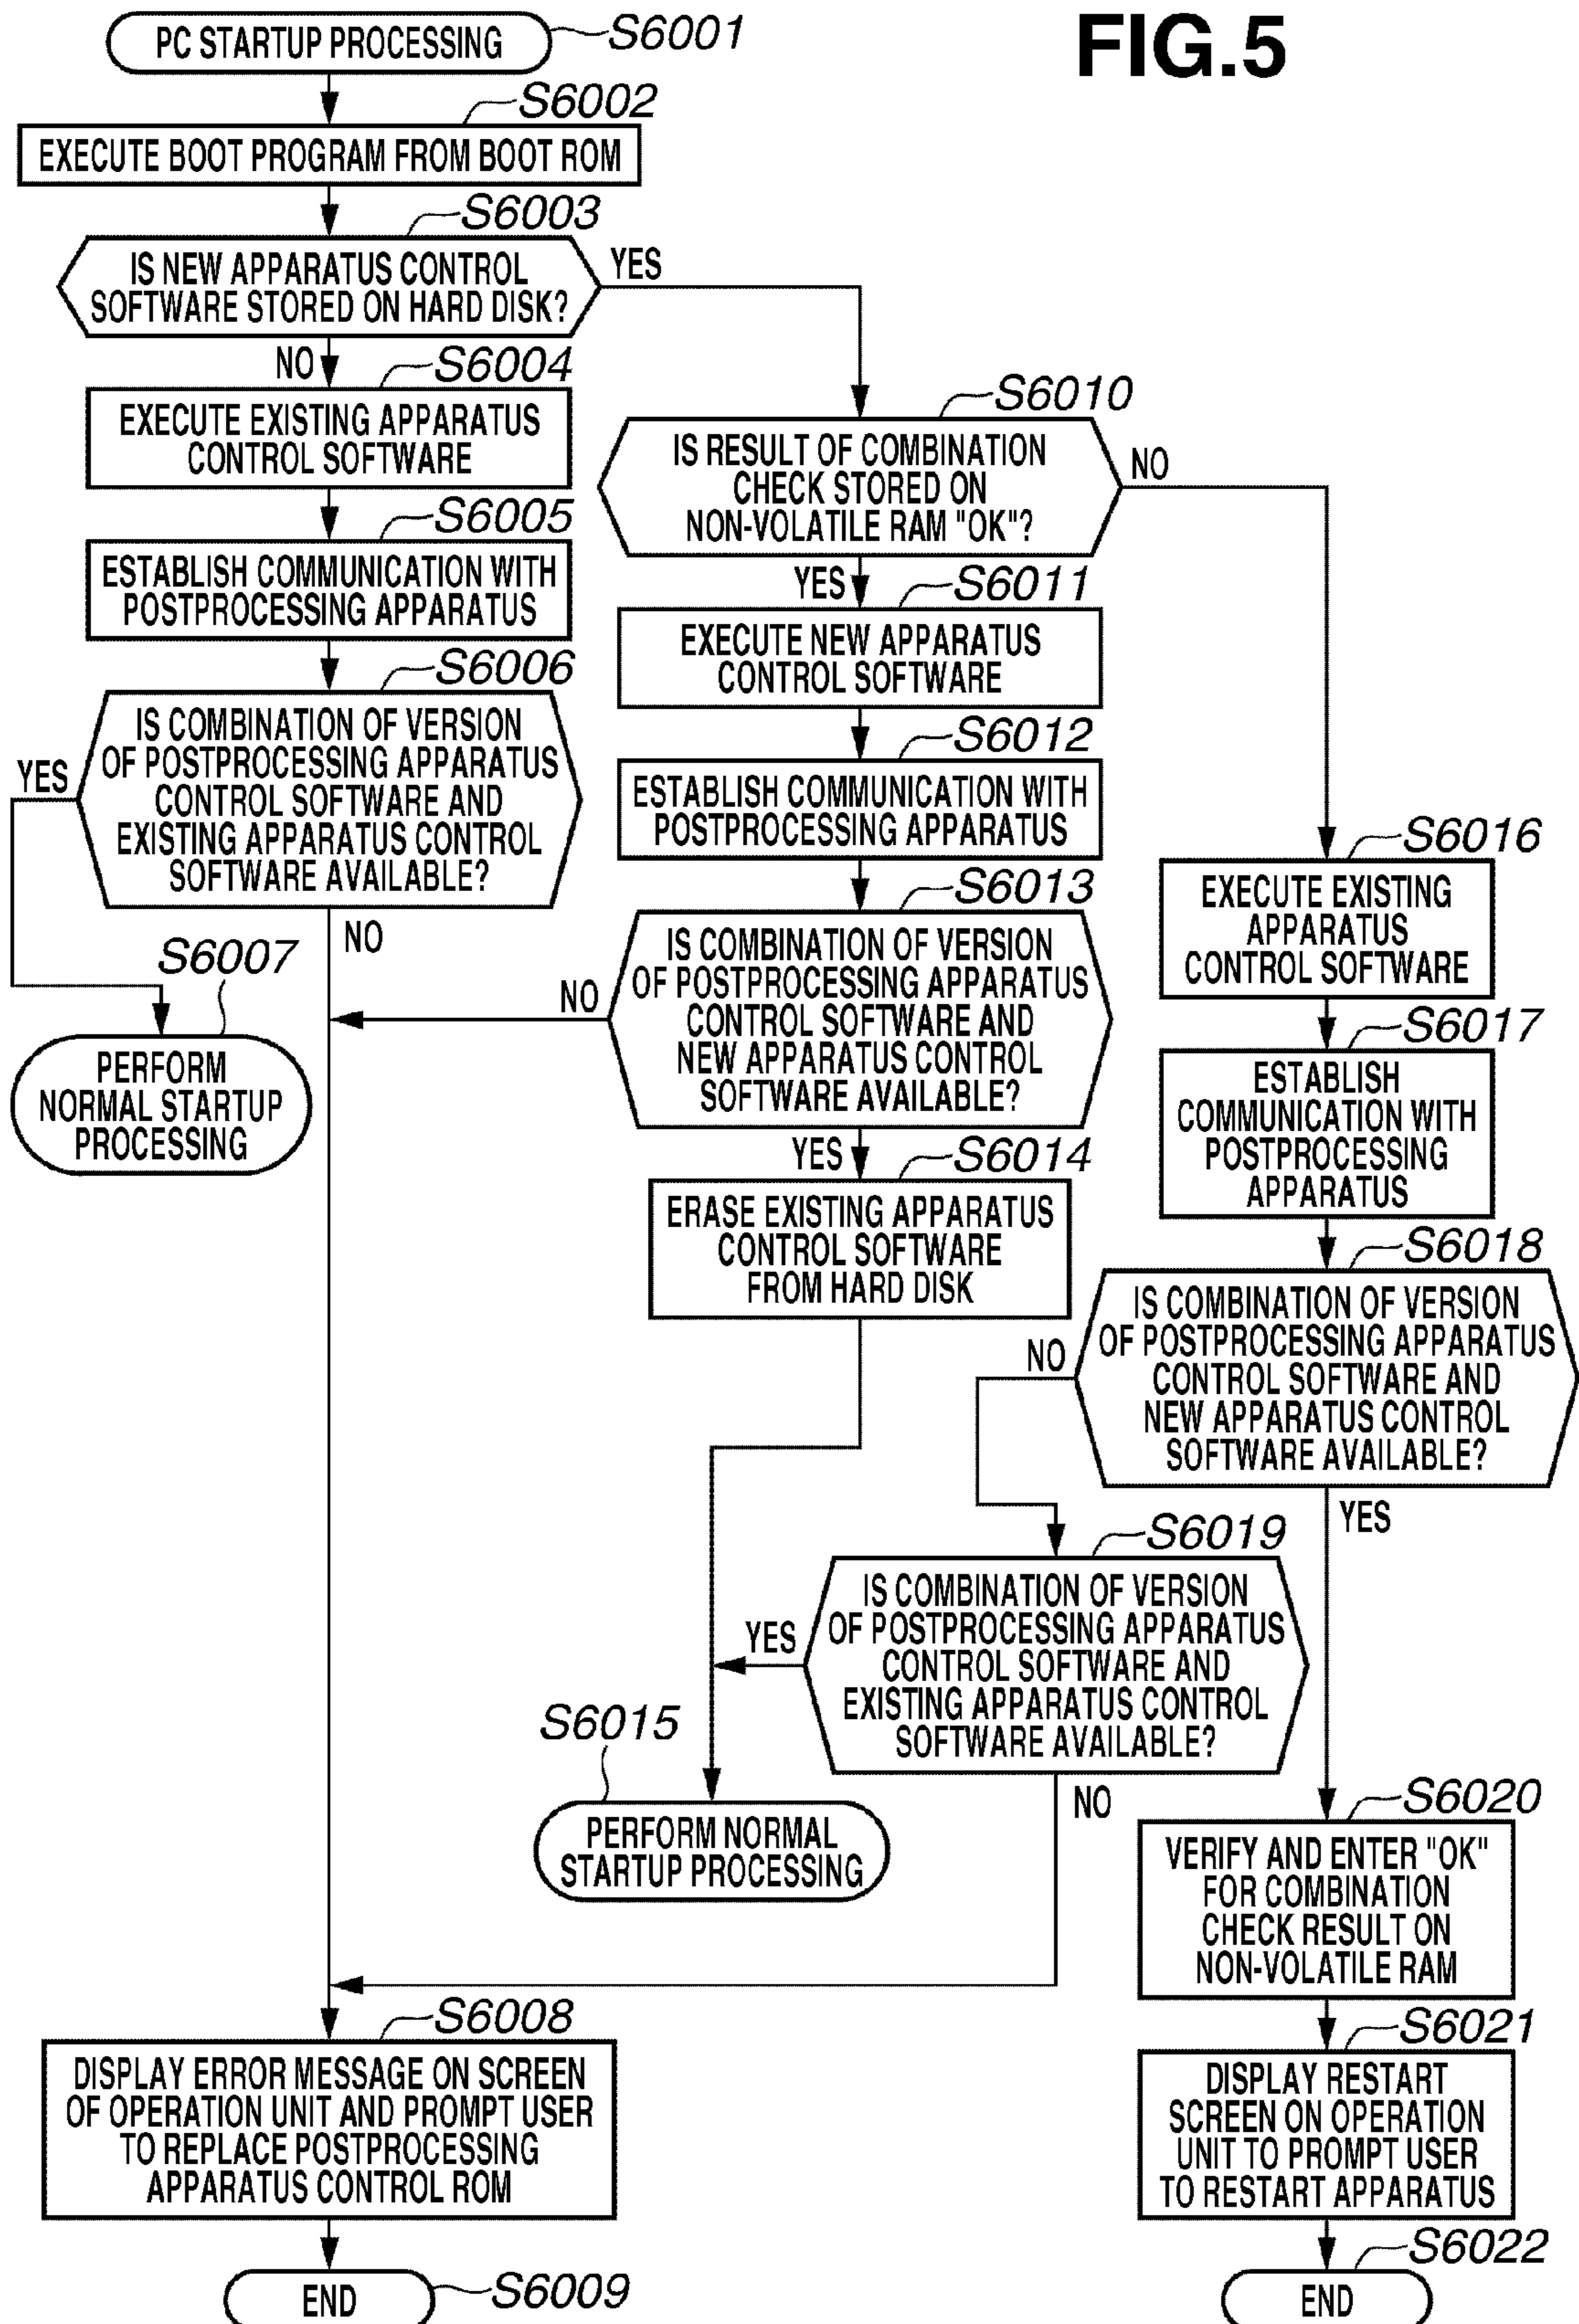 FIG.5
PC STARTUP PROCESSING
S6001
S6002
EXECUTE BOOT PROGRAM FROM BOOT ROM
S6003
IS NEW APPARATUS CONTROL
SOFTWARE STORED ON HARD DISK?
YES
NO
S6004
EXECUTE EXISTING APPARATUS
CONTROL SOFTWARE
S6005
ESTABLISH COMMUNICATION WITH
POSTPROCESSING APPARATUS
S6006
IS COMBINATION OF VERSION
OF POSTPROCESSING APPARATUS
CONTROL SOFTWARE AND
EXISTING APPARATUS CONTROL
SOFTWARE AVAILABLE?
YES
NO
S6007
PERFORM
NORMAL STARTUP
PROCESSING
S6010
IS RESULT OF COMBINATION
CHECK STORED ON
NON-VOLATILE RAM "OK"?
NO
YES
S6011
EXECUTE NEW APPARATUS
CONTROL SOFTWARE
S6012
ESTABLISH COMMUNICATION WITH
POSTPROCESSING APPARATUS
S6013
IS COMBINATION OF VERSION
OF POSTPROCESSING APPARATUS
CONTROL SOFTWARE AND
NEW APPARATUS CONTROL
SOFTWARE AVAILABLE?
NO
YES
S6014
ERASE EXISTING APPARATUS
CONTROL SOFTWARE
FROM HARD DISK
S6016
EXECUTE EXISTING
APPARATUS
CONTROL SOFTWARE
S6017
ESTABLISH
COMMUNICATION WITH
POSTPROCESSING
APPARATUS
S6018
IS COMBINATION OF VERSION
OF POSTPROCESSING APPARATUS
CONTROL SOFTWARE AND
NEW APPARATUS CONTROL
SOFTWARE AVAILABLE?
NO
YES
S6019
IS COMBINATION OF VERSION
OF POSTPROCESSING APPARATUS
CONTROL SOFTWARE AND
EXISTING APPARATUS CONTROL
SOFTWARE AVAILABLE?
YES
NO
S6015
PERFORM NORMAL
STARTUP PROCESSING
S6020
VERIFY AND ENTER "OK"
FOR COMBINATION
CHECK RESULT ON
NON-VOLATILE RAM
S6008
DISPLAY ERROR MESSAGE ON SCREEN
OF OPERATION UNIT AND PROMPT USER
TO REPLACE POSTPROCESSING
APPARATUS CONTROL ROM
S6021
DISPLAY RESTART
SCREEN ON OPERATION
UNIT TO PROMPT USER
TO RESTART APPARATUS
END
S6009
S6022
END